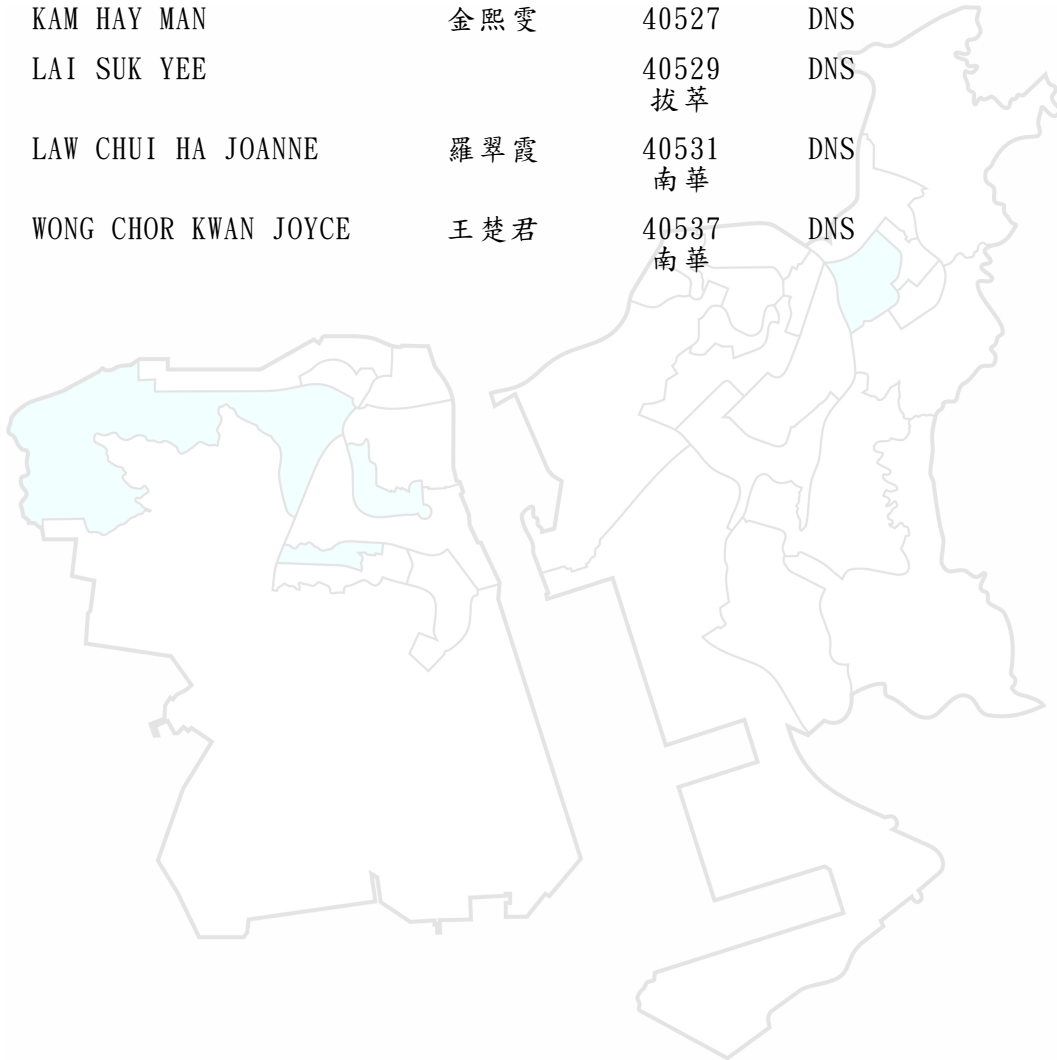 KAM HAY MAN 金熙雯 40527 DNS
LAI SUK YEE 40529 DNS
拔萃
LAW CHUI HA JOANNE 羅翠霞 40531 DNS
南華
WONG CHOR KWAN JOYCE 王楚君 40537 DNS
南華